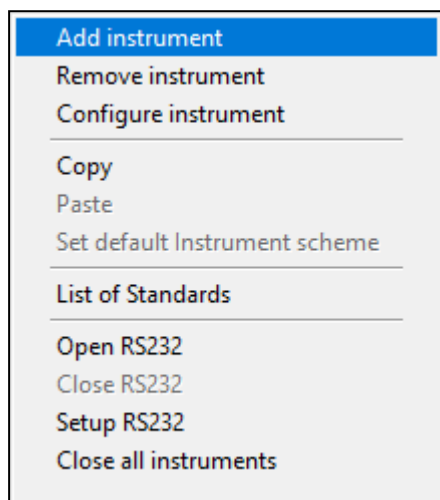 Add instrument
Remove instrument
Configure instrument
Copy
Paste
Set default Instrument scheme
List of Standards
Open RS232
Close RS232
Setup RS232
Close all instruments